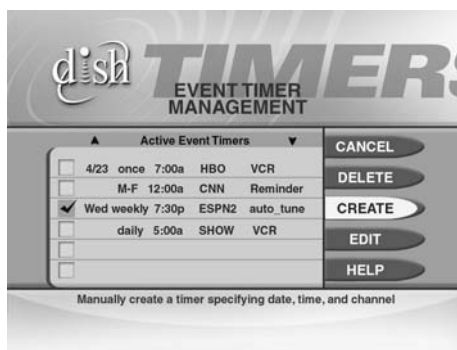 dish
TIMERS
EVENT TIMER
MANAGEMENT
Active Event Timers
4/23 once 7:00a HBO VCR
M-F 12:00a CNN Reminder
Wed weekly 7:30p ESPN2 auto_tune
daily 5:00a SHOW VCR
CANCEL
DELETE
CREATE
EDIT
HELP
Manually create a timer specifying date, time, and channel